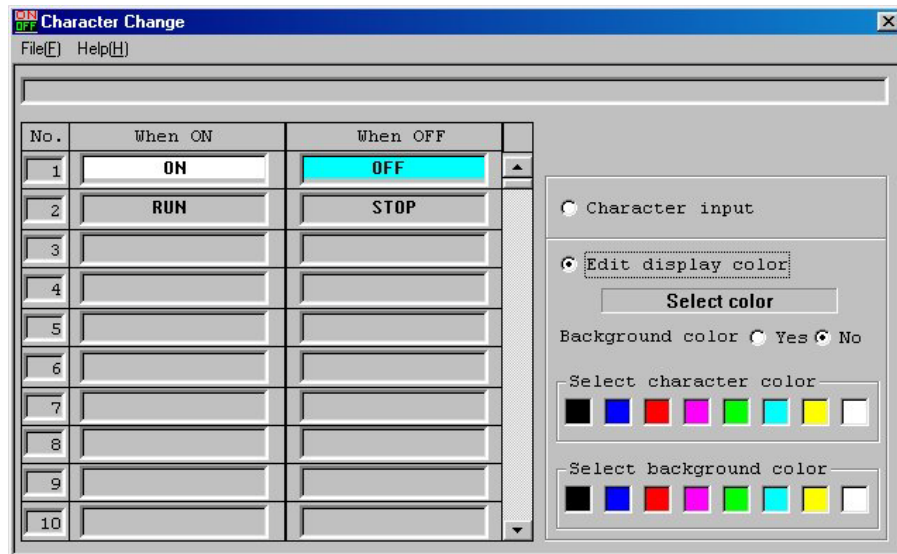 ON
OFF Character Change
File(F) Help(H)
No. When ON When OFF
1 ON OFF
2 RUN STOP
3
4
5
6
7
8
9
10
Character input
Edit display color
Select color
Background color Yes No
Select character color
Select background color